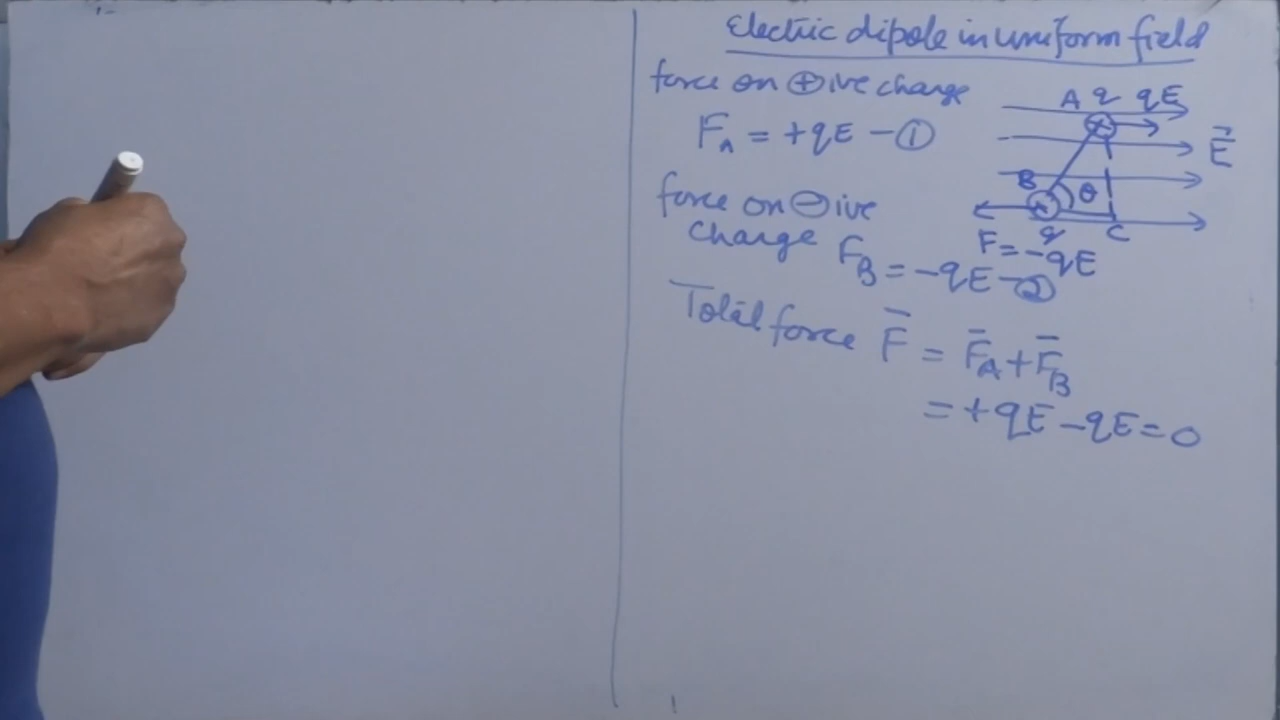 Electric dipole in uniform field
force on ⊕ive charge
F_A = +qE - ①
force on ⊖ive
charge F_B = -qE - ②
Total force F̄ = F̄_A + F̄_B
= +qE - qE = 0
A q qE
E⃗
B θ
q C
F = -qE